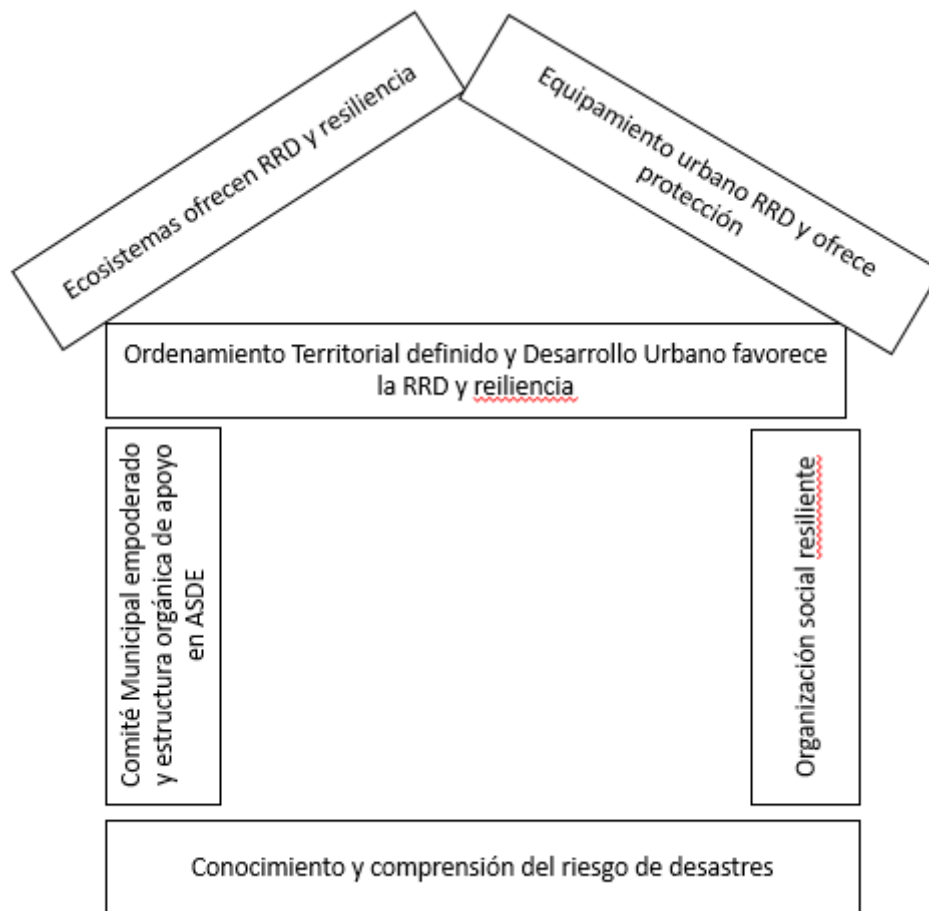 Ecosistemas ofrecen RRD y resiliencia
Equipamiento urbano RRD y ofrece
protección
Ordenamiento Territorial definido y Desarrollo Urbano favorece
la RRD y reiliencia
Comité Municipal empoderado
y estructura orgánica de apoyo
en ASDE
Organización social resiliente
Conocimiento y comprensión del riesgo de desastres